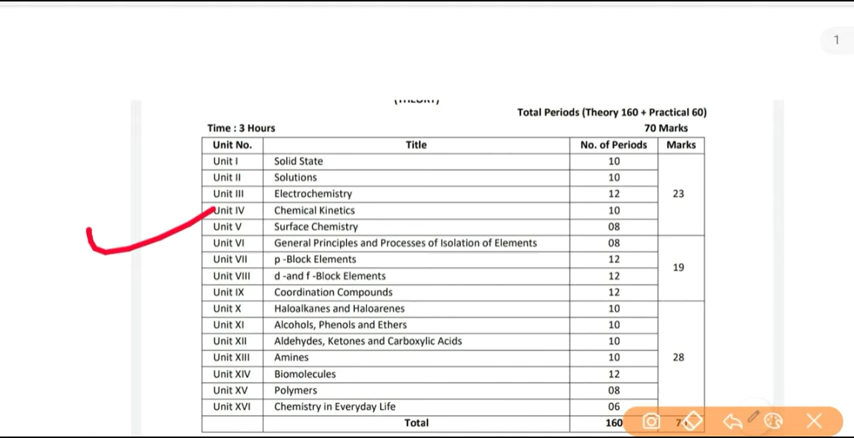 1
(THEORY)
Total Periods (Theory 160 + Practical 60)
Time : 3 Hours 70 Marks
Unit No. Title No. of Periods Marks
Unit I Solid State 10
Unit II Solutions 10
Unit III Electrochemistry 12 23
Unit IV Chemical Kinetics 10
Unit V Surface Chemistry 08
Unit VI General Principles and Processes of Isolation of Elements 08
Unit VII p -Block Elements 12
Unit VIII d -and f -Block Elements 12 19
Unit IX Coordination Compounds 12
Unit X Haloalkanes and Haloarenes 10
Unit XI Alcohols, Phenols and Ethers 10
Unit XII Aldehydes, Ketones and Carboxylic Acids 10
Unit XIII Amines 10 28
Unit XIV Biomolecules 12
Unit XV Polymers 08
Unit XVI Chemistry in Everyday Life 06
Total 160